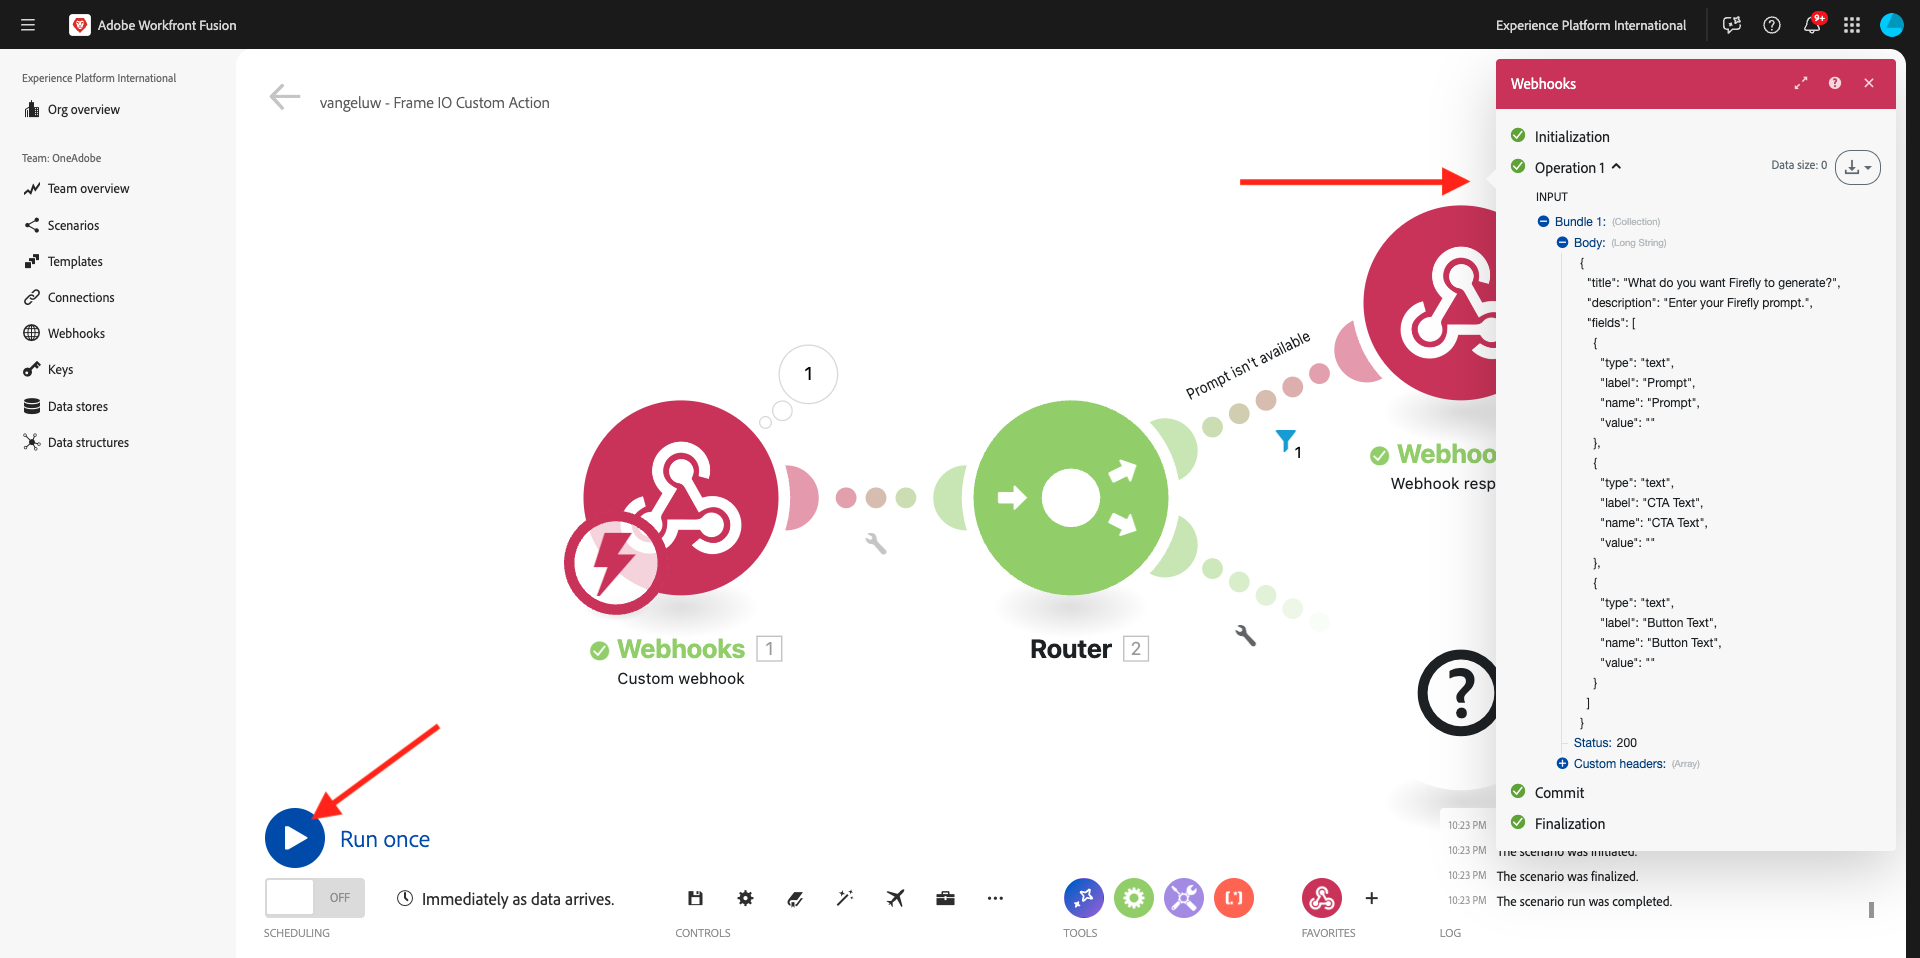 Adobe Workfront Fusion
Experience Platform International
9+
Experience Platform International
Org overview
Team: OneAdobe
Team overview
Scenarios
Templates
Connections
Webhooks
Keys
Data stores
Data structures
vangeluw - Frame IO Custom Action
1
Prompt isn't available
1
Webhooks 1
Custom webhook
Router 2
Webhoo
Webhook resp
?
Webhooks
Initialization
Operation 1
Data size: 0
INPUT
Bundle 1: (Collection)
Body: (Long String)
{
"title": "What do you want Firefly to generate?",
"description": "Enter your Firefly prompt.",
"fields": [
{
"type": "text",
"label": "Prompt",
"name": "Prompt",
"value": ""
},
{
"type": "text",
"label": "CTA Text",
"name": "CTA Text",
"value": ""
},
{
"type": "text",
"label": "Button Text",
"name": "Button Text",
"value": ""
}
]
}
Status: 200
Custom headers: (Array)
Commit
Finalization
Run once
OFF
Immediately as data arrives.
SCHEDULING
CONTROLS
TOOLS
FAVORITES
LOG
10:23 PM
10:23 PM The scenario was initiated.
10:23 PM The scenario was finalized.
10:23 PM The scenario run was completed.